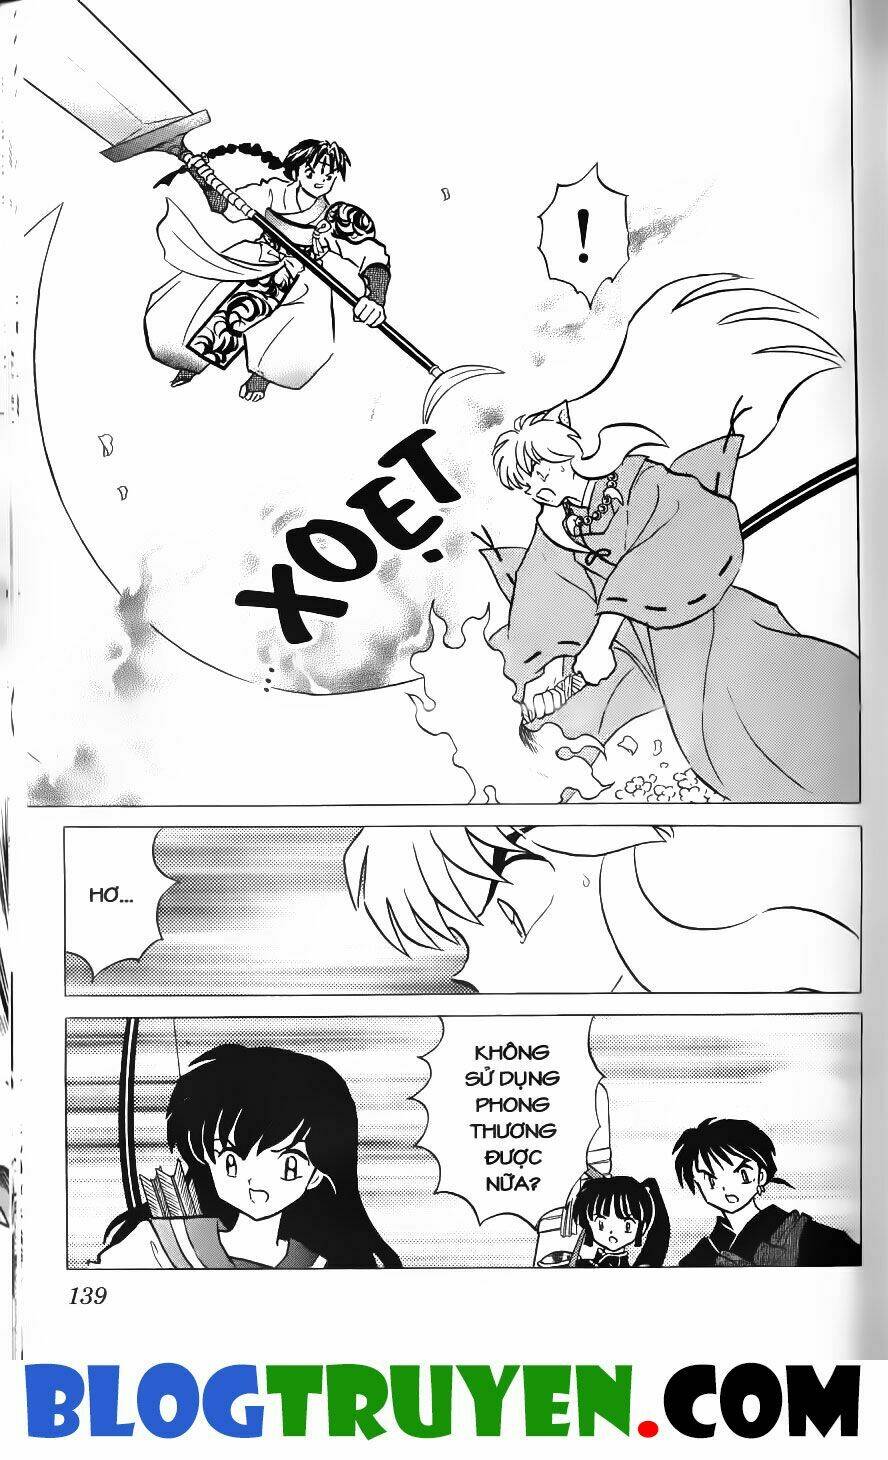 !
XOẸT
...
HƠ...
KHÔNG
SỬ DỤNG
PHONG
THƯƠNG
ĐƯỢC
NỮA?
139
BLOGTRUYEN.COM